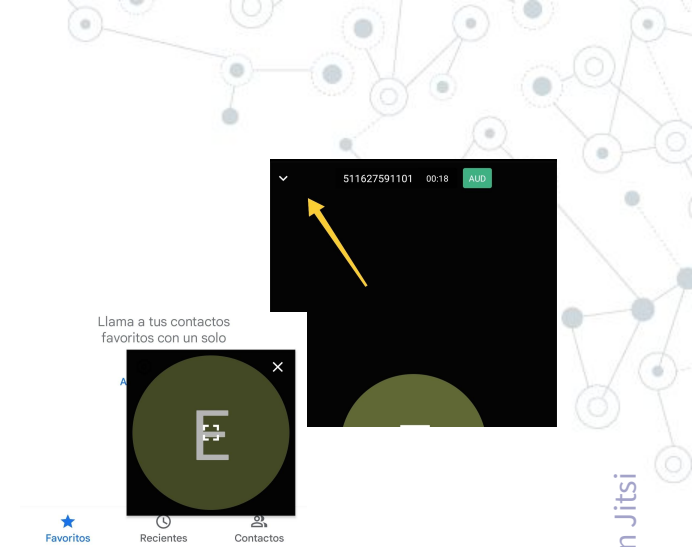 511627591101 00:18 AUD
Llama a tus contactos
favoritos con un solo
A
E
Favoritos Recientes Contactos
n Jitsi